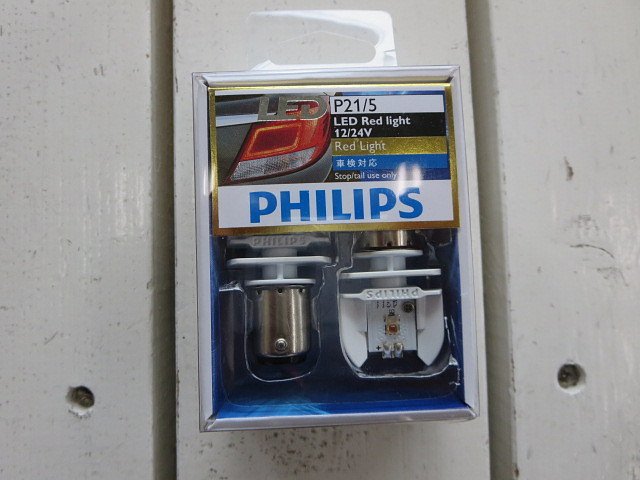 LED
P21/5
LED Red light
12/24V
Red Light
車検対応
Stop/tail use only
PHILIPS
PHILIPS
PHILIPS